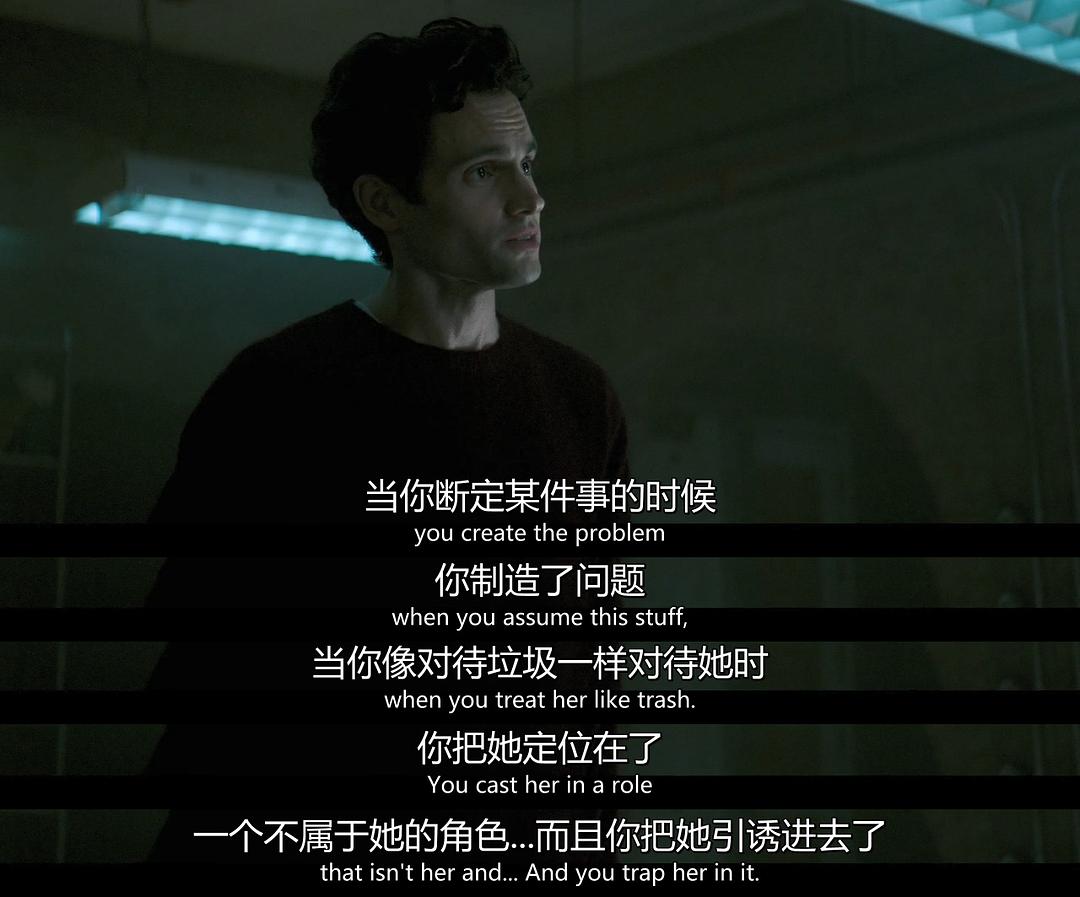 当你断定某件事的时候
you create the problem
你制造了问题
when you assume this stuff,
当你像对待垃圾一样对待她时
when you treat her like trash.
你把她定位在了
You cast her in a role
一个不属于她的角色...而且你把她引诱进去了
that isn't her and... And you trap her in it.